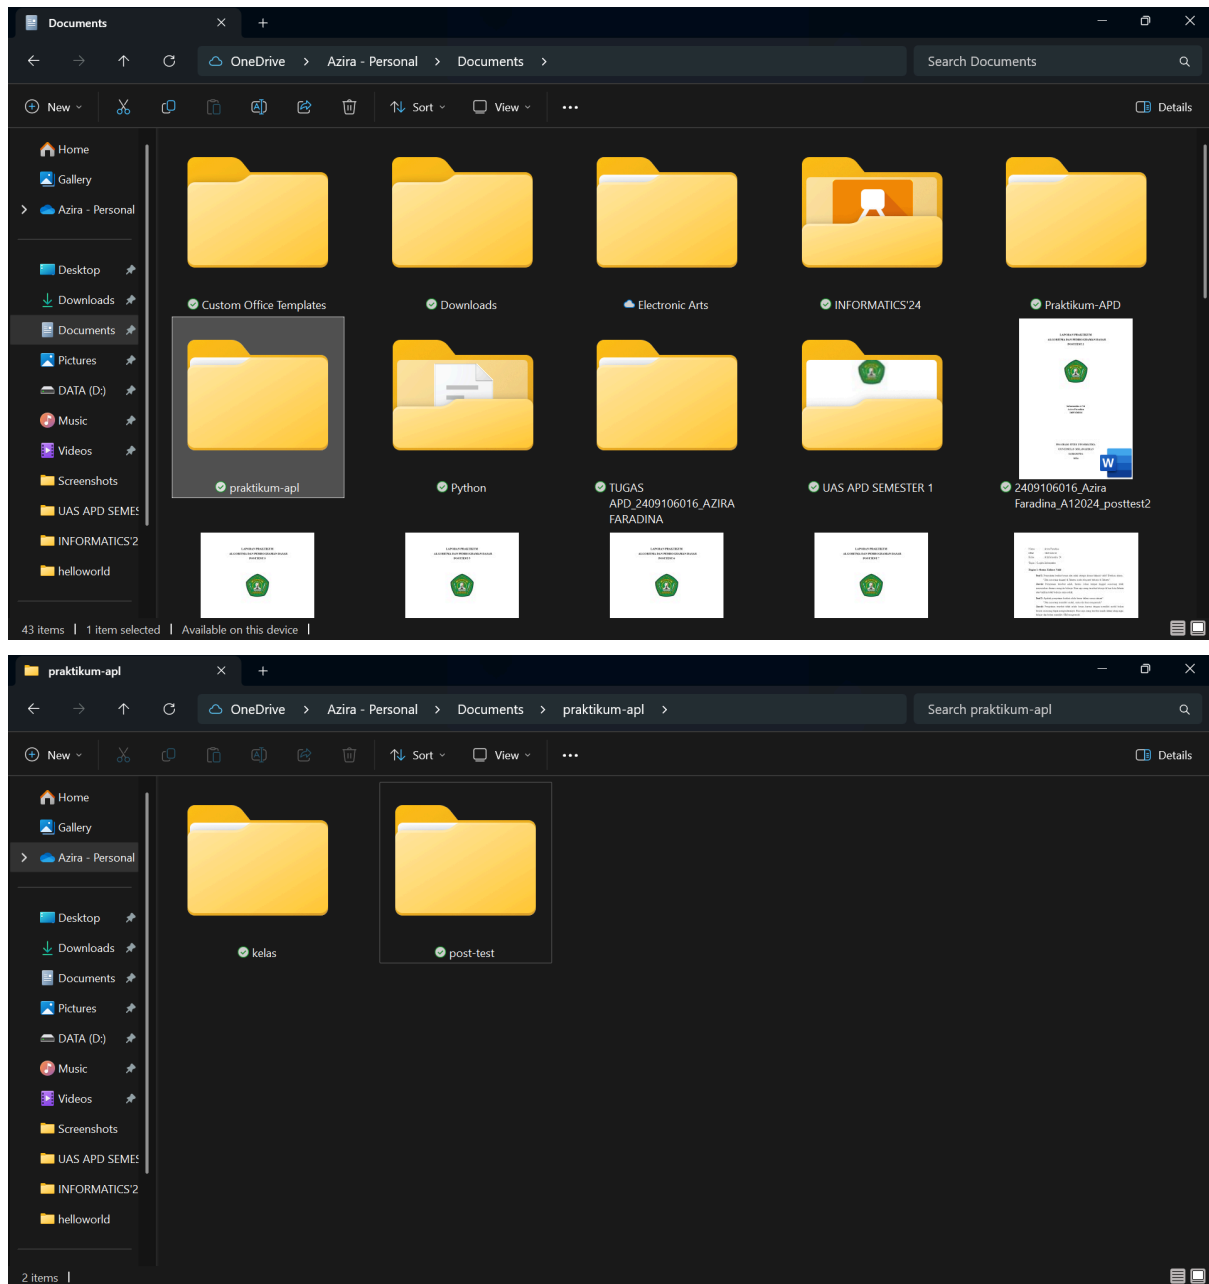 Documents
OneDrive > Azira - Personal > Documents >
Search Documents
New
Sort
View
Details
Home
Gallery
Azira - Personal
Desktop
Downloads
Documents
Pictures
DATA (D:)
Music
Videos
Screenshots
UAS APD SEMES
INFORMATICS'2
helloworld
Custom Office Templates
Downloads
Electronic Arts
INFORMATICS'24
Praktikum-APD
praktikum-apl
Python
TUGAS
APD_2409106016_AZIRA
FARADINA
UAS APD SEMESTER 1
2409106016_Azira
Faradina_A12024_posttest2
43 items
1 item selected
Available on this device
praktikum-apl
OneDrive > Azira - Personal > Documents > praktikum-apl >
Search praktikum-apl
New
Sort
View
Details
Home
Gallery
Azira - Personal
Desktop
Downloads
Documents
Pictures
DATA (D:)
Music
Videos
Screenshots
UAS APD SEMES
INFORMATICS'2
helloworld
kelas
post-test
2 items